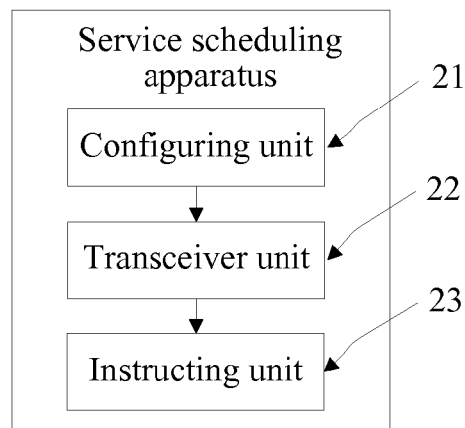 Service scheduling
apparatus
21
Configuring unit
22
Transceiver unit
23
Instructing unit